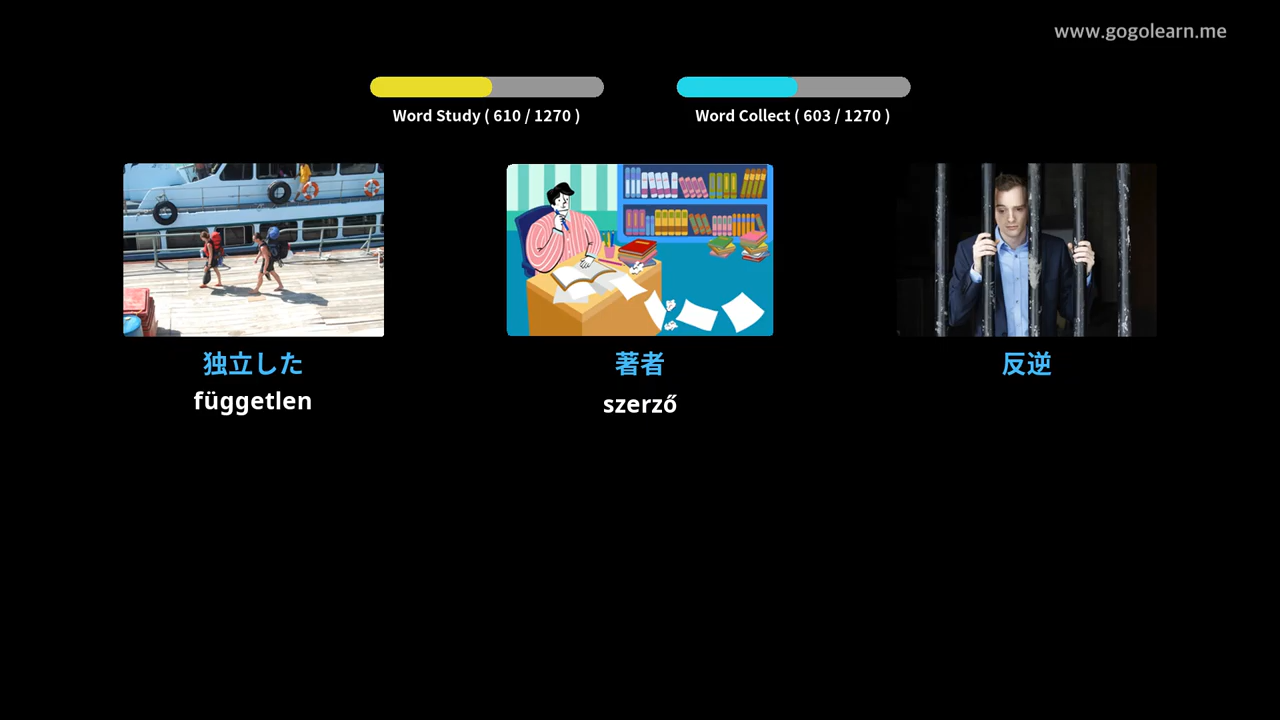 www.gogolearn.me
Word Study ( 610 / 1270 )
Word Collect ( 603 / 1270 )
独立した
著者
反逆
független
szerző